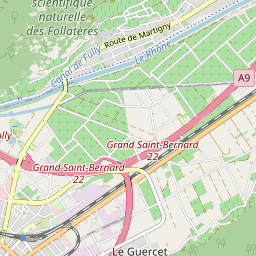 scientifique
naturelle
des Follatères
Canal de Fully
Route de Martigny
Le Rhône
A9
Grand Saint-Bernard
22
Grand Saint-Bernard
22
Le Guercet